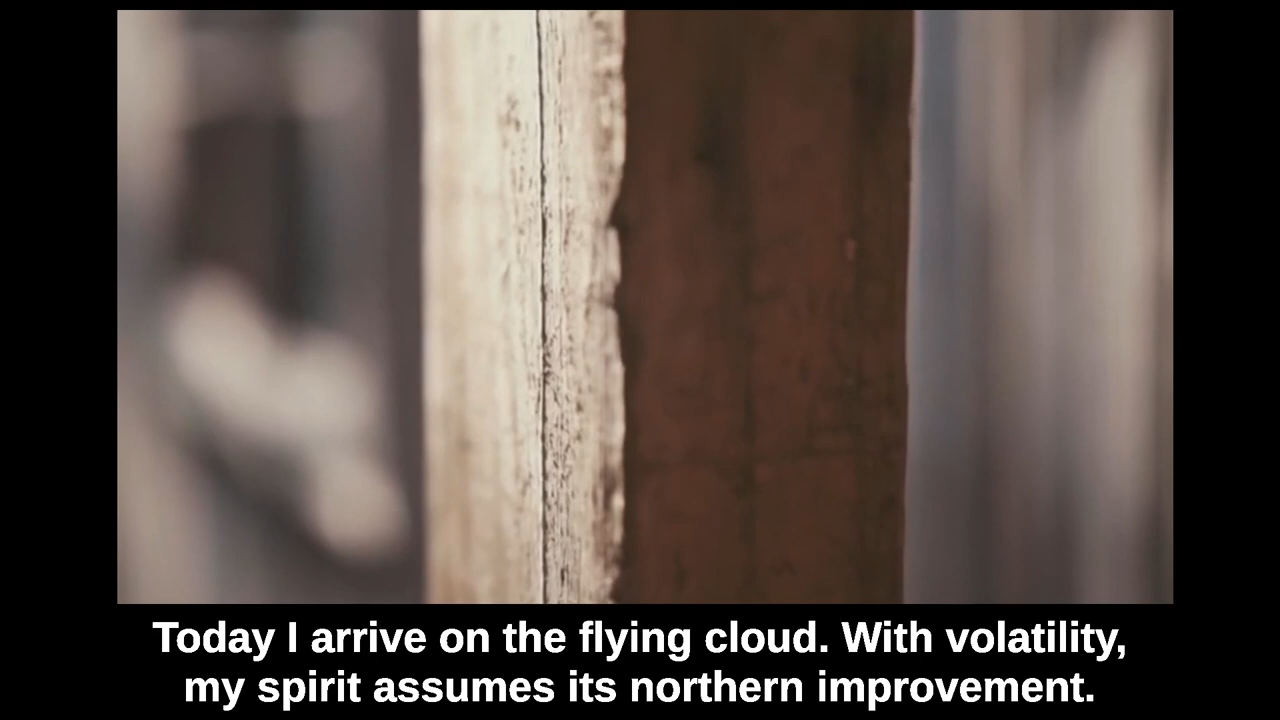 Today I arrive on the flying cloud. With volatility,
my spirit assumes its northern improvement.